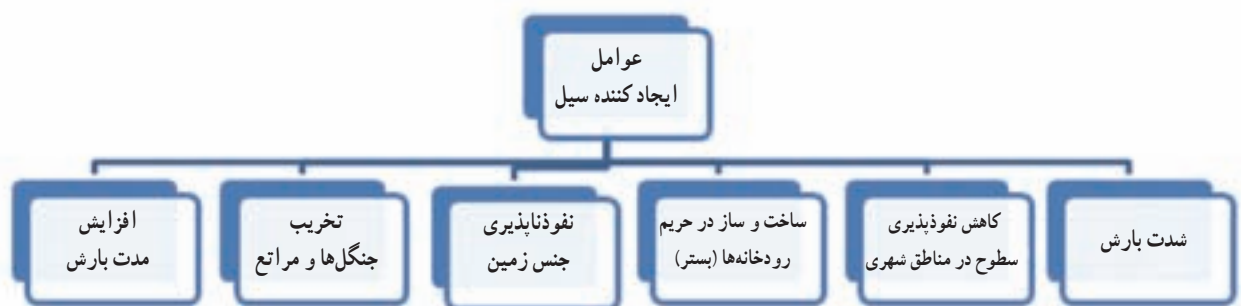 عوامل
ایجاد کننده سیل
شدت بارش
کاهش نفوذپذیری
سطوح در مناطق شهری
ساخت و ساز در حریم
رودخانه‌ها (بستر)
نفوذناپذیری
جنس زمین
تخریب
جنگل‌ها و مراتع
افزایش
مدت بارش